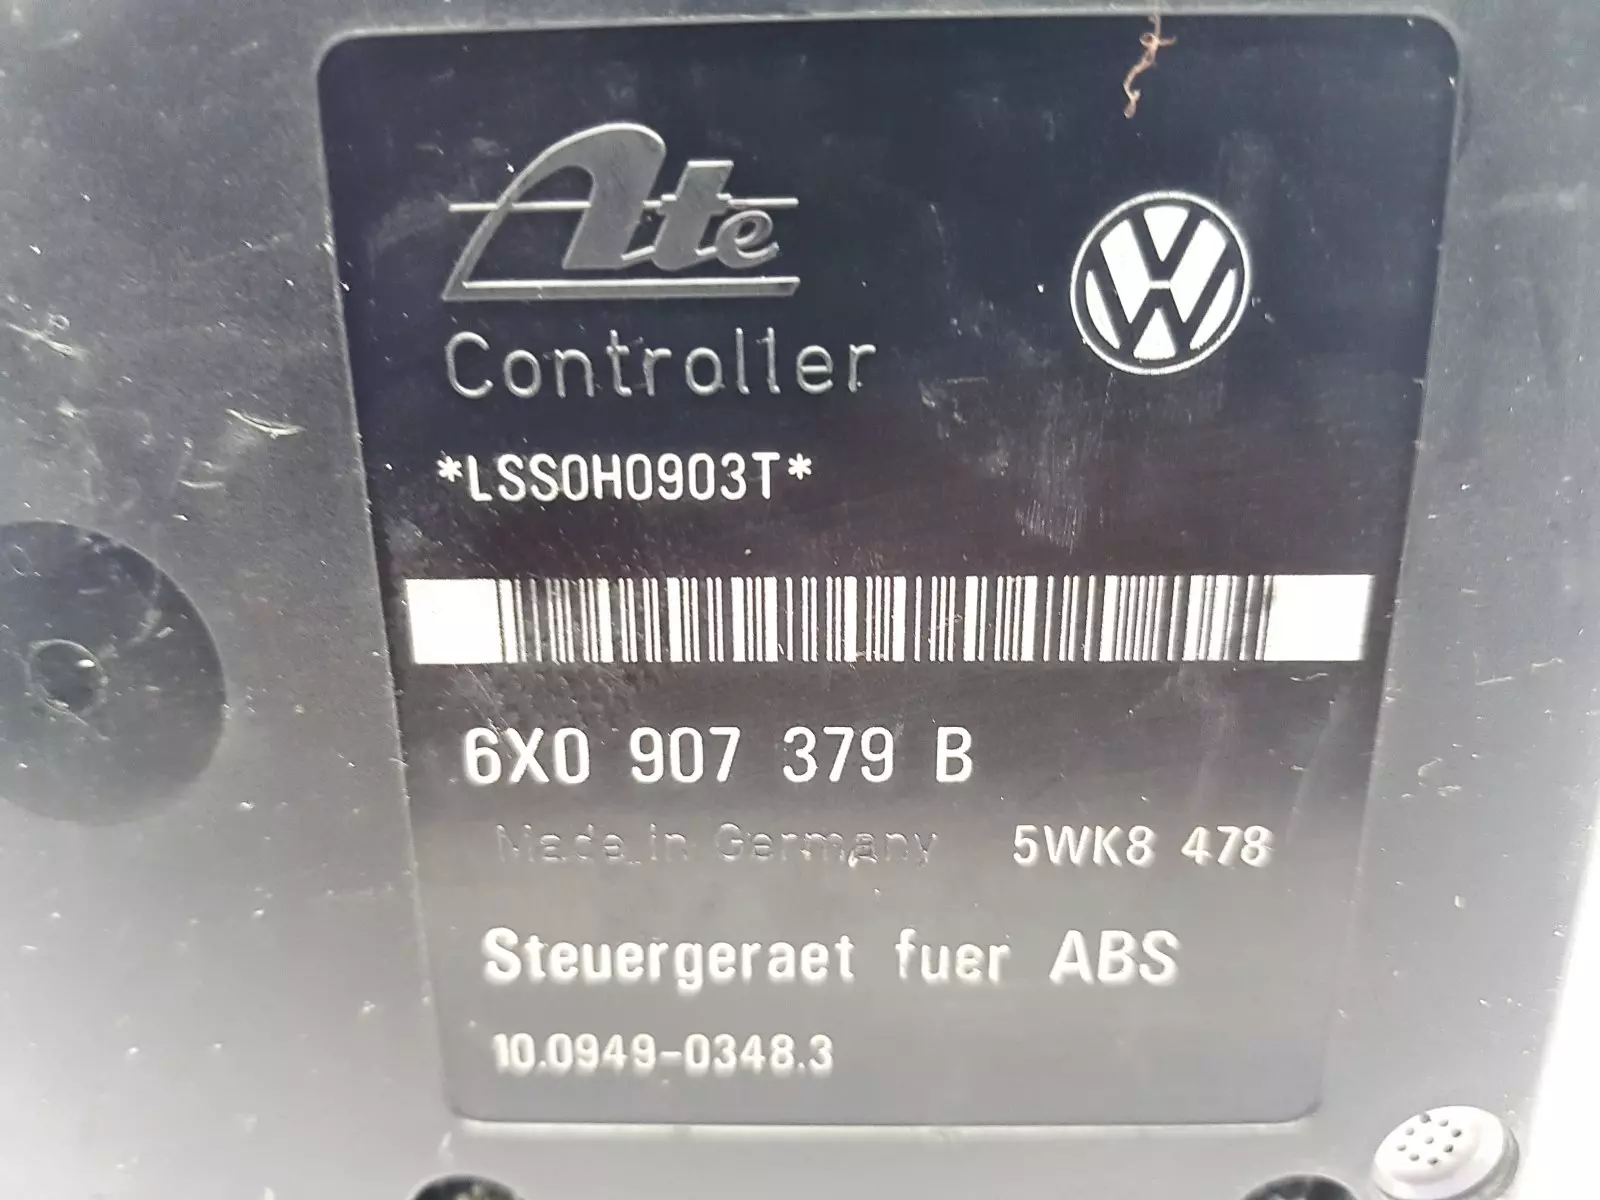 Ate
Controller
*LSS0H0903T*
6X0 907 379 B
Made in Germany 5WK8 478
Steuergeraet fuer ABS
10.0949-0348.3